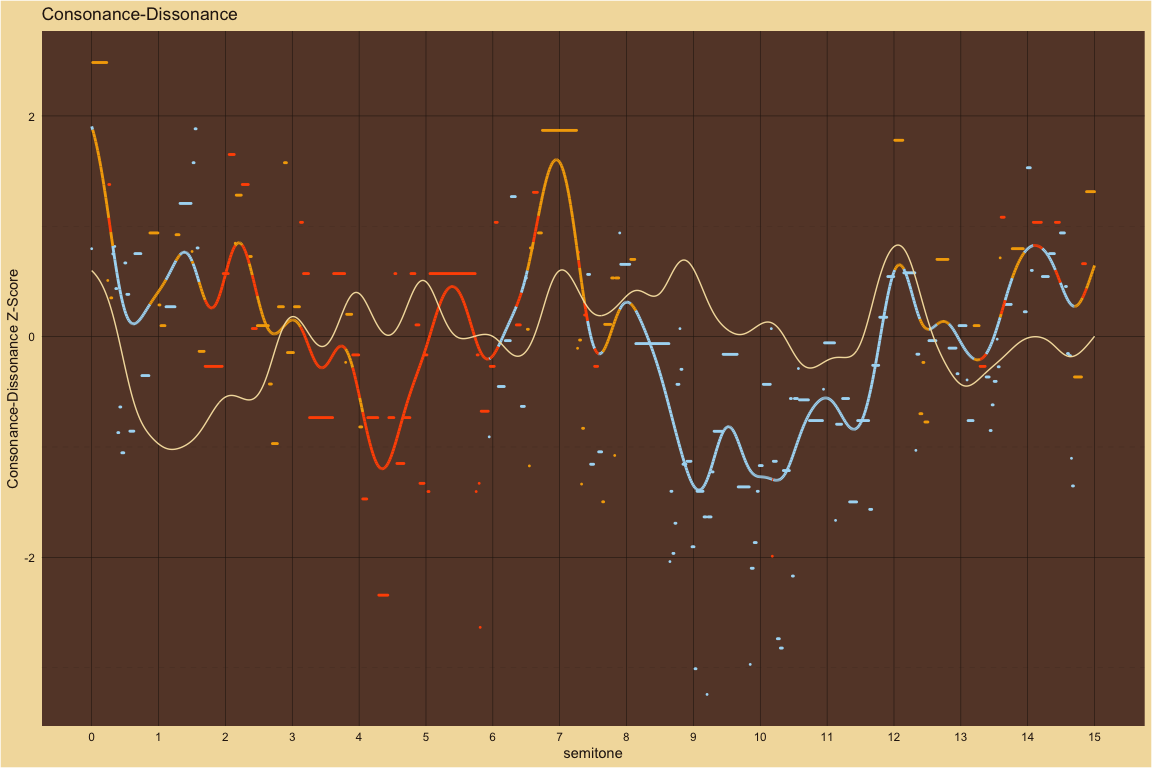 Consonance-Dissonance
Consonance-Dissonance Z-Score
2
0
-2
0 1 2 3 4 5 6 7 8 9 10 11 12 13 14 15
semitone